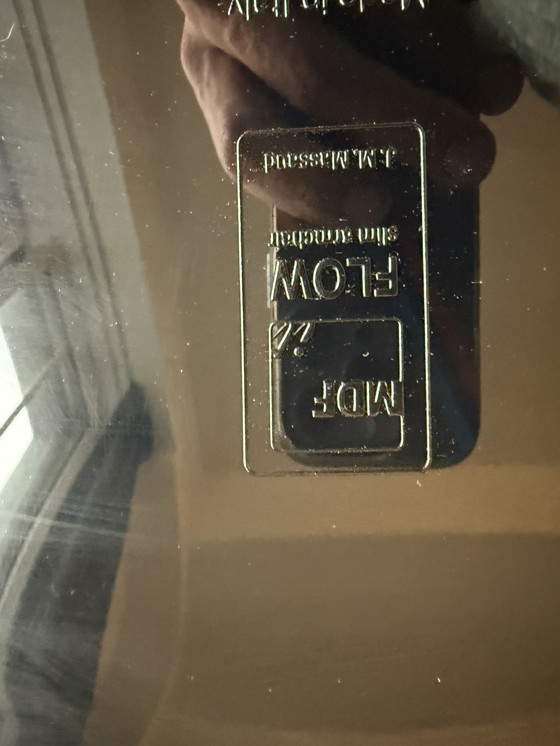 MDF
FLOW
slim armchair
J. M. Massaud
Made in Italy